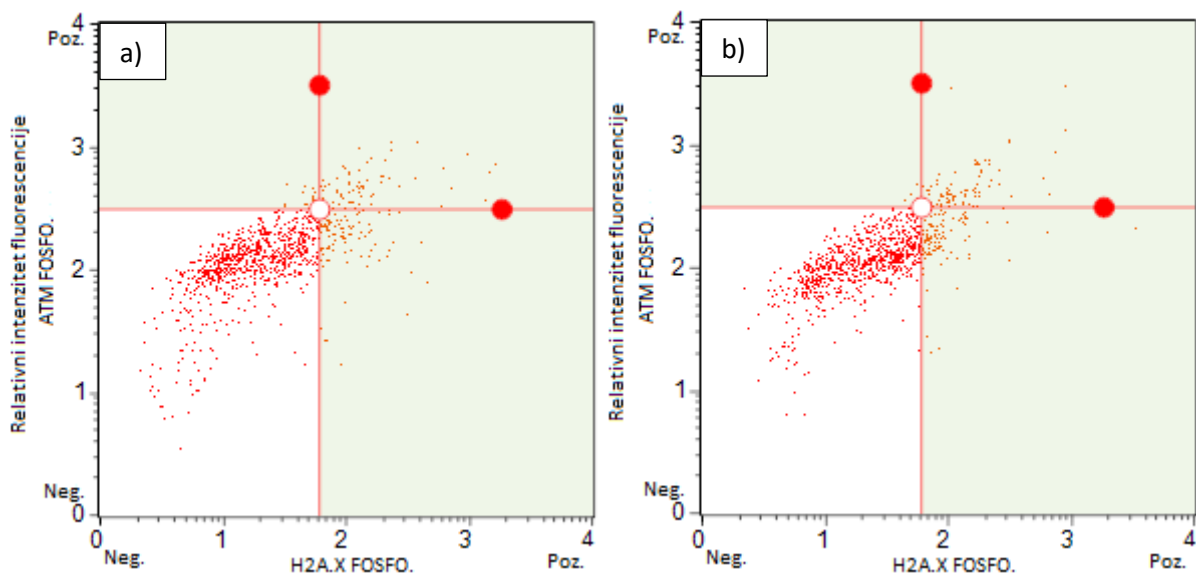 a)
4
Poz.
3
2
1
Neg.
0
Relativni intenzitet fluorescencije
ATM FOSFO.
0 1 2 3 4
Neg. H2A.X FOSFO. Poz.
b)
4
Poz.
3
2
1
Neg.
0
Relativni intenzitet fluorescencije
ATM FOSFO.
0 1 2 3 4
Neg. H2A.X FOSFO. Poz.